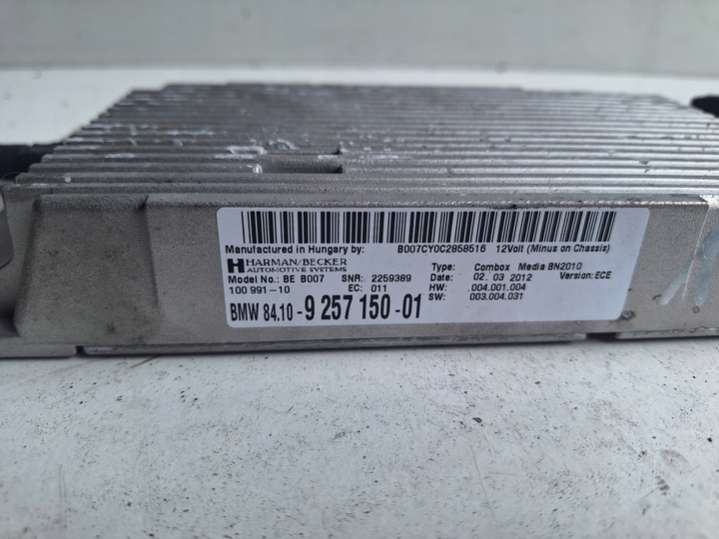 Manufactured in Hungary by: B007CY0C2858516 12Volt (Minus on Chassis)
HARMAN/BECKER
AUTOMOTIVE SYSTEMS
Type: Combox Media BN2010
Model No.: BE B007 SNR: 2259389 Date: 02. 03 2012 Version: ECE
100 991-10 EC: 011 HW: .004.001.004
SW: 003.004.031
BMW 84.10 - 9 257 150 - 01